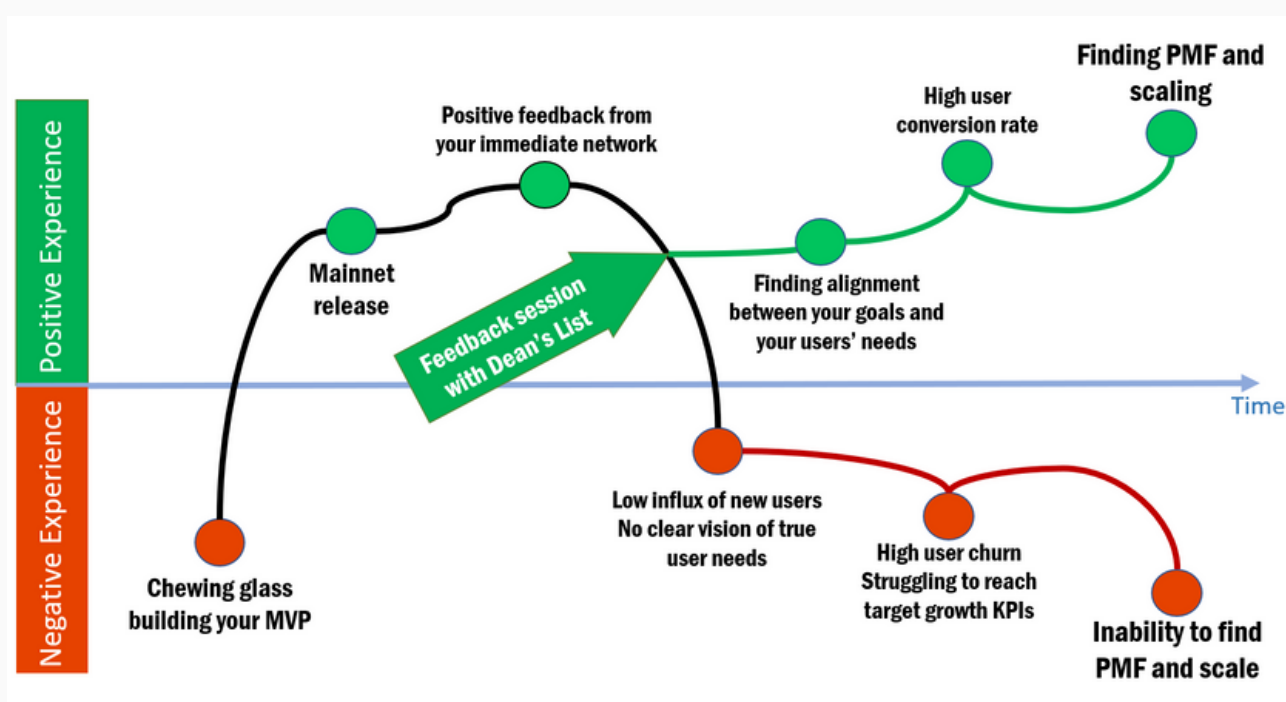 Positive Experience
Negative Experience
Chewing glass
building your MVP
Mainnet
release
Positive feedback from
your immediate network
Feedback session
with Dean's List
Finding alignment
between your goals and
your users' needs
High user
conversion rate
Finding PMF and
scaling
Time
Low influx of new users
No clear vision of true
user needs
High user churn
Struggling to reach
target growth KPIs
Inability to find
PMF and scale